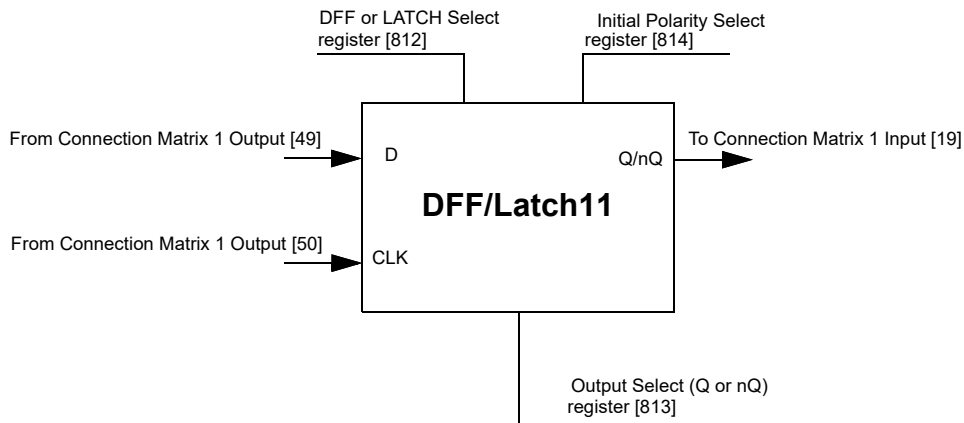 DFF or LATCH Select
register [812]
Initial Polarity Select
register [814]
From Connection Matrix 1 Output [49]
D
Q/nQ
To Connection Matrix 1 Input [19]
DFF/Latch11
From Connection Matrix 1 Output [50]
CLK
Output Select (Q or nQ)
register [813]